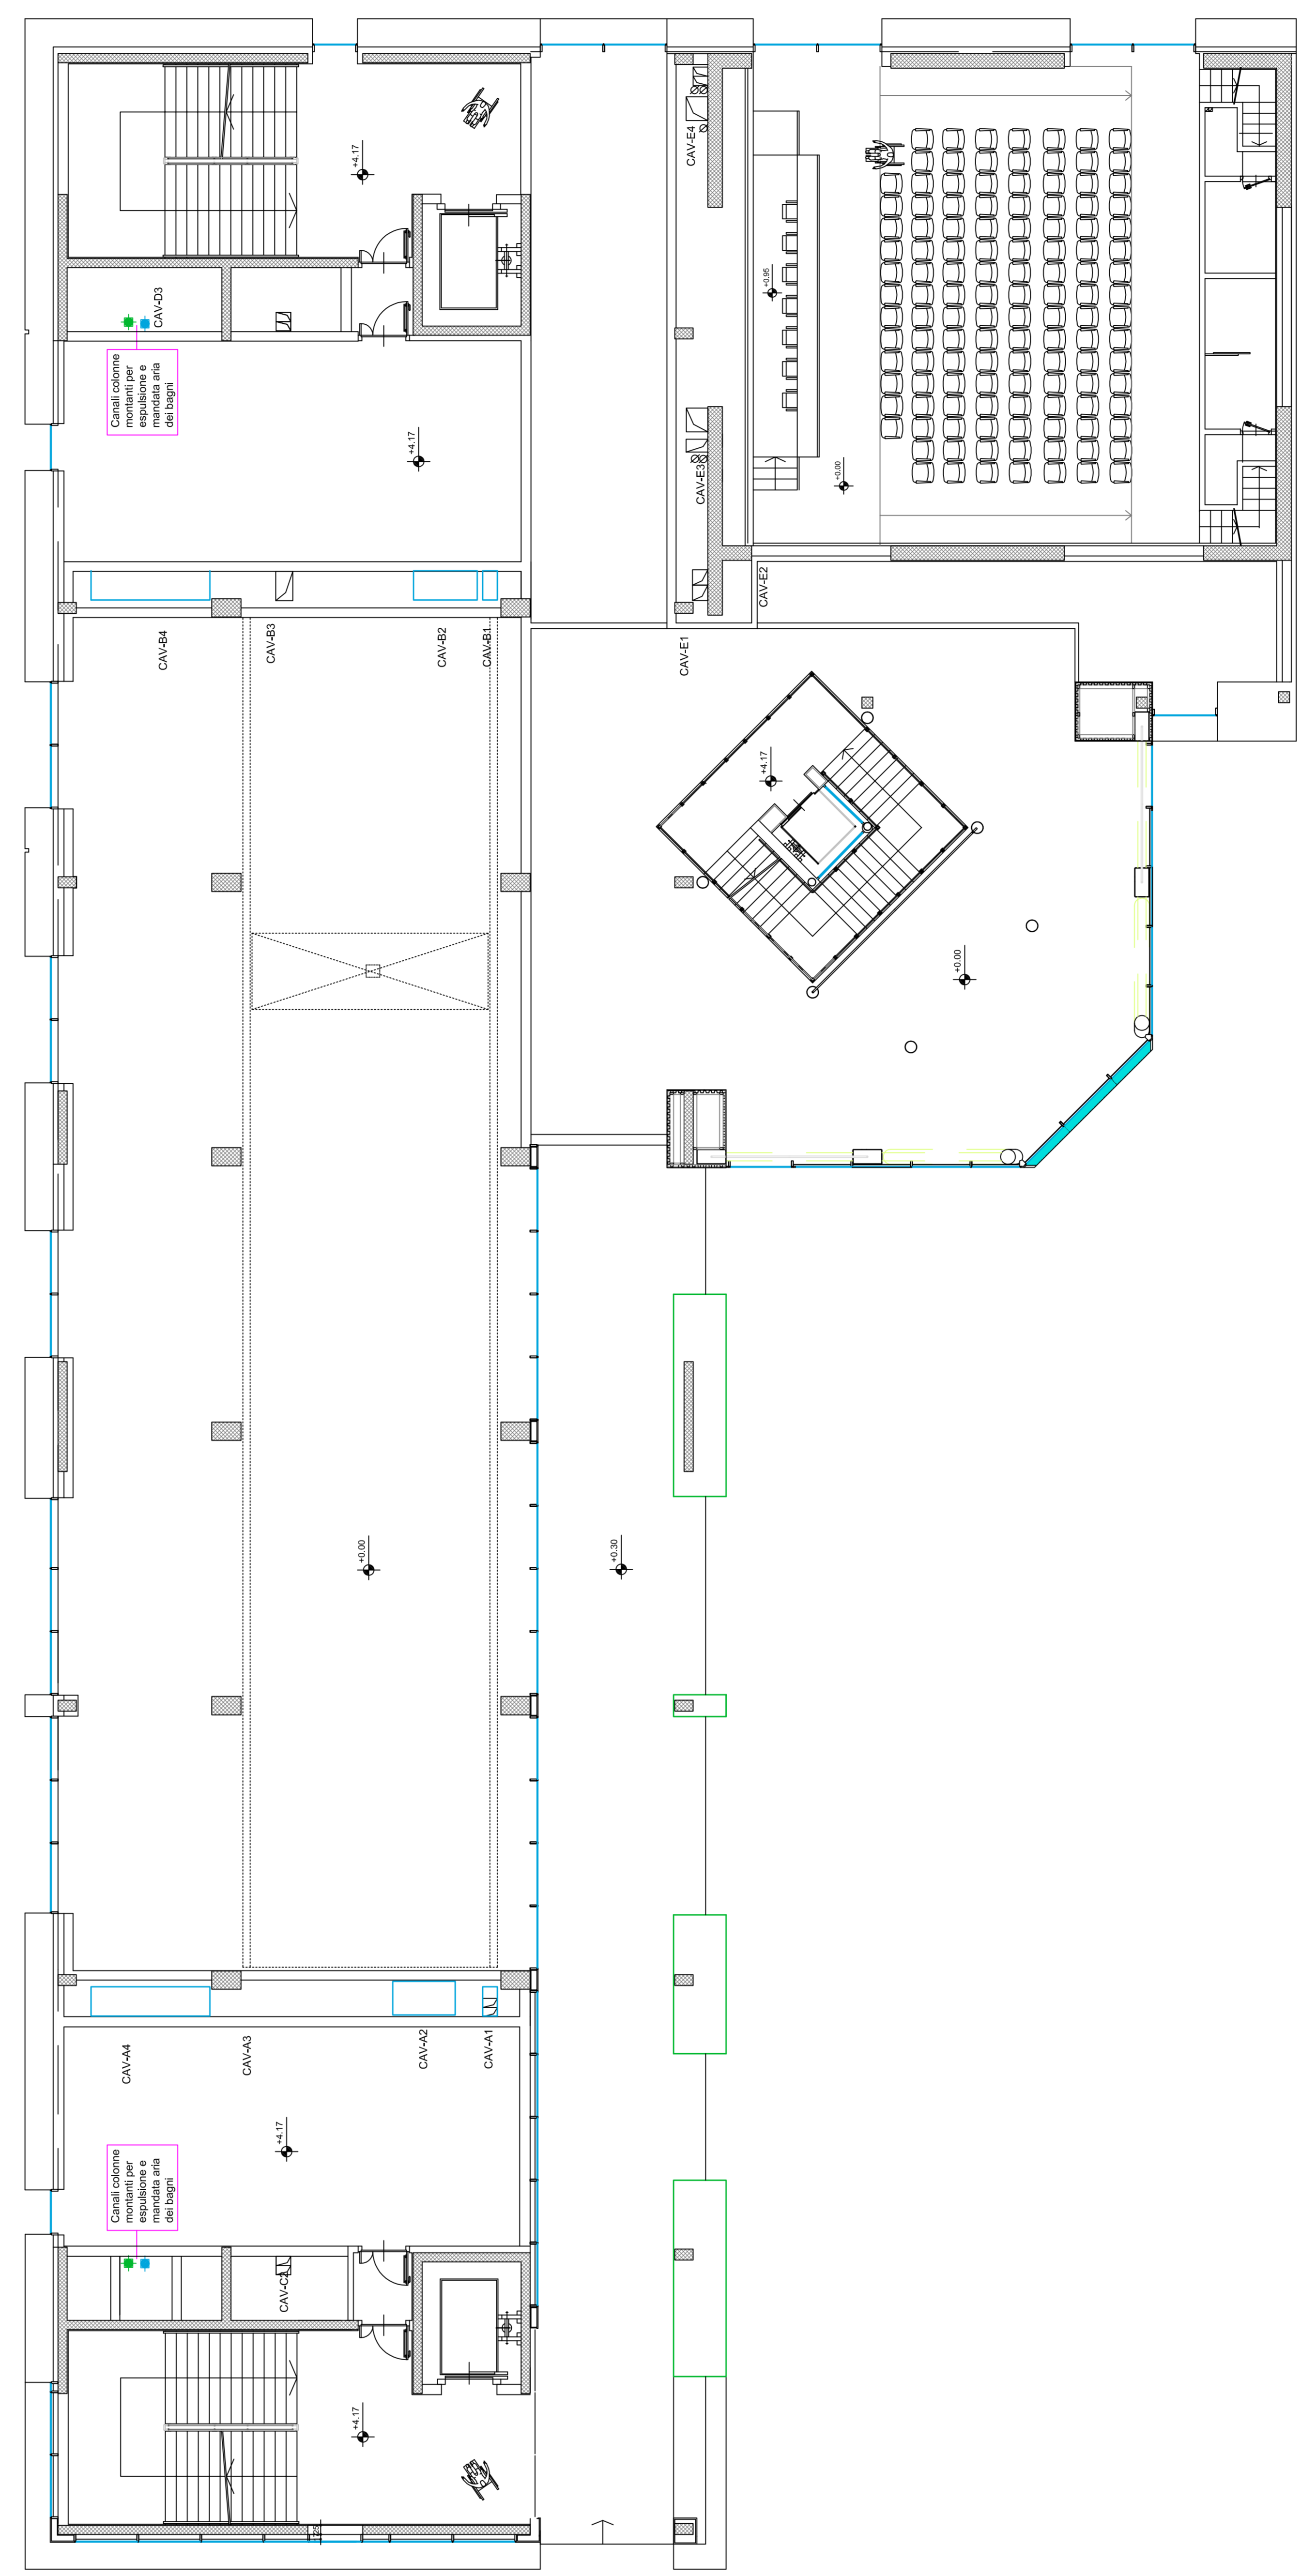 +4.17
CAV-E4
+0.95
CAV-D3
Canali colonne
montanti per
espulsione e
mandata aria
dei bagni
+4.17
CAV-E3
+0.00
CAV-E2
CAV-B4
CAV-B3
CAV-B2
CAV-B1
CAV-E1
+4.17
+0.00
+0.00
+0.30
CAV-A4
CAV-A3
CAV-A2
CAV-A1
+4.17
Canali colonne
montanti per
espulsione e
mandata aria
dei bagni
CAV-C2
+4.17